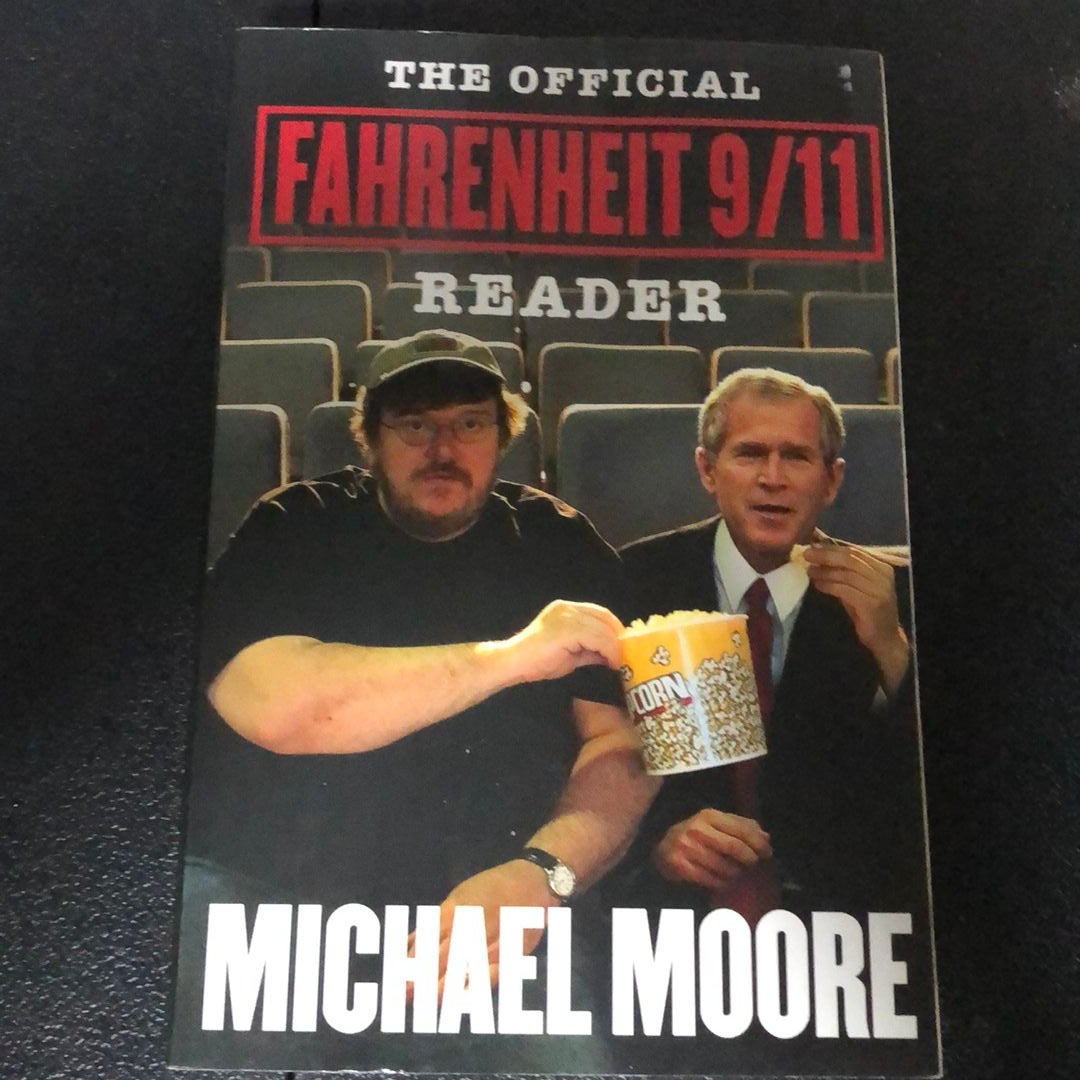 THE OFFICIAL
FAHRENHEIT 9/11
READER
CORN
MICHAEL MOORE